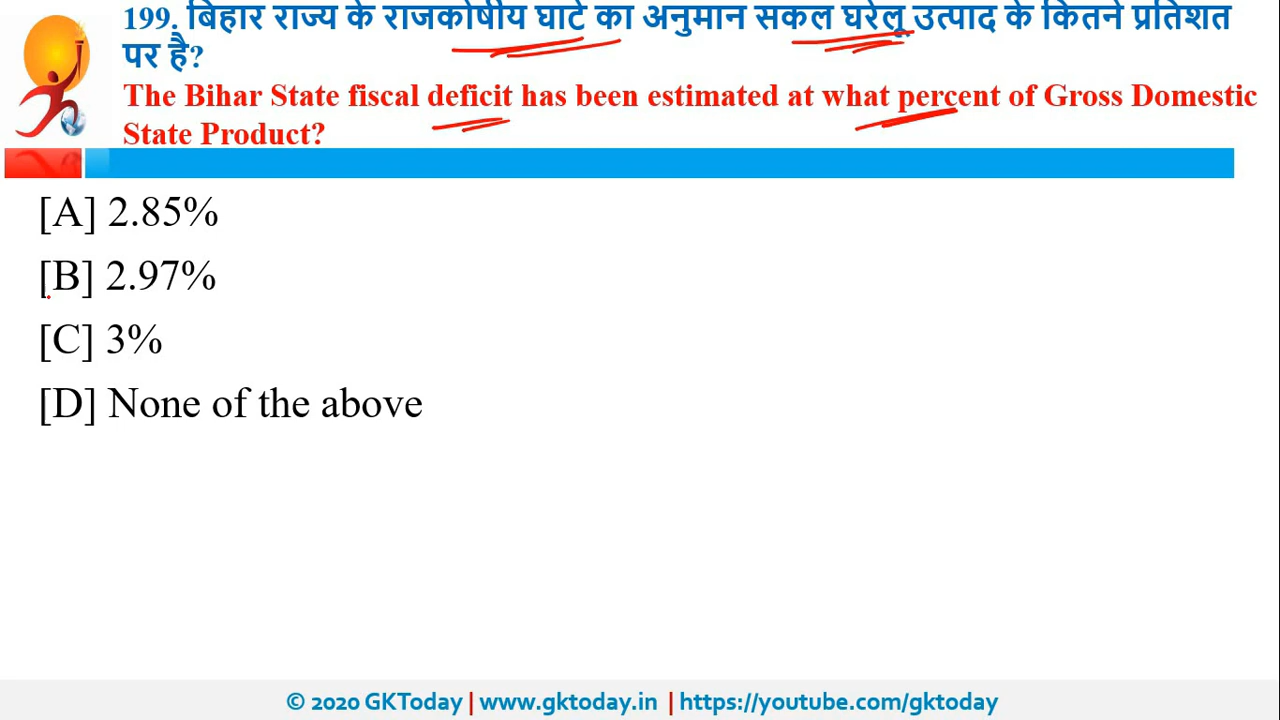 199. बिहार राज्य के राजकोषीय घाटे का अनुमान सकल घरेलू उत्पाद के कितने प्रतिशत
पर है?
The Bihar State fiscal deficit has been estimated at what percent of Gross Domestic
State Product?
[A] 2.85%
[B] 2.97%
[C] 3%
[D] None of the above
© 2020 GKToday | www.gktoday.in | https://youtube.com/gktoday